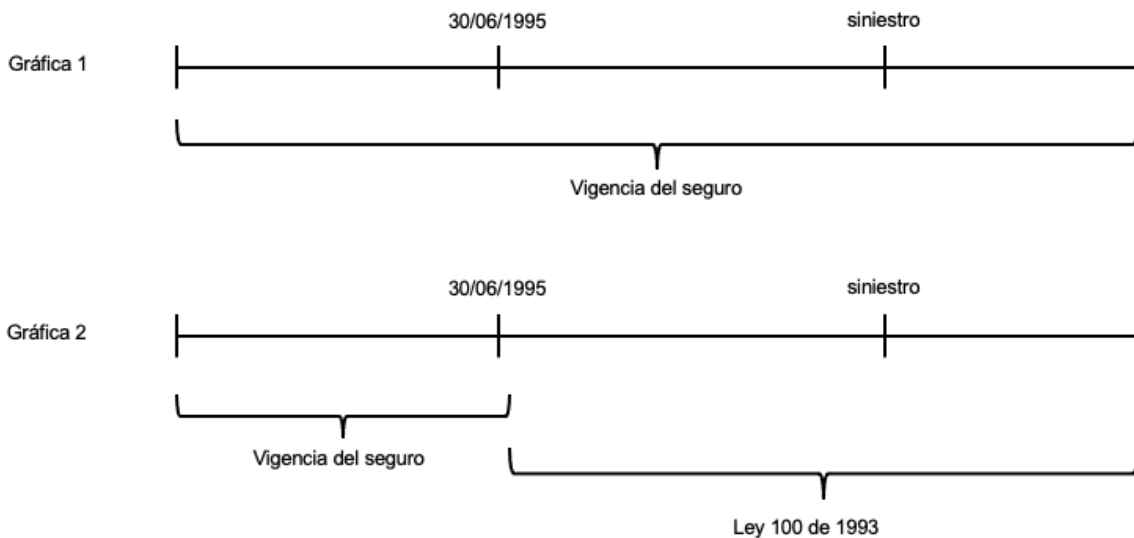 30/06/1995 siniestro
Gráfica 1
Vigencia del seguro
30/06/1995 siniestro
Gráfica 2
Vigencia del seguro
Ley 100 de 1993